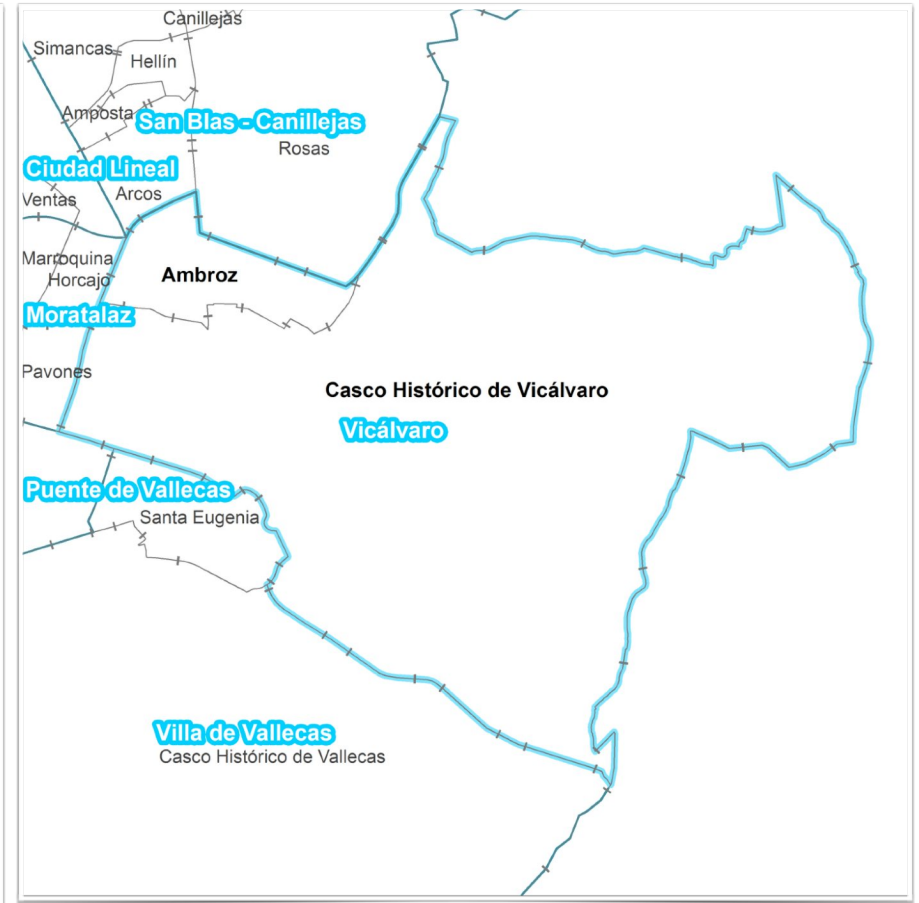 Canillejas
Simancas
Hellín
Amposta
San Blas - Canillejas
Rosas
Ciudad Lineal
Arcos
Ventas
Marroquina
Ambroz
Horcajo
Moratalaz
Pavones
Casco Histórico de Vicálvaro
Vicálvaro
Puente de Vallecas
Santa Eugenia
Villa de Vallecas
Casco Histórico de Vallecas